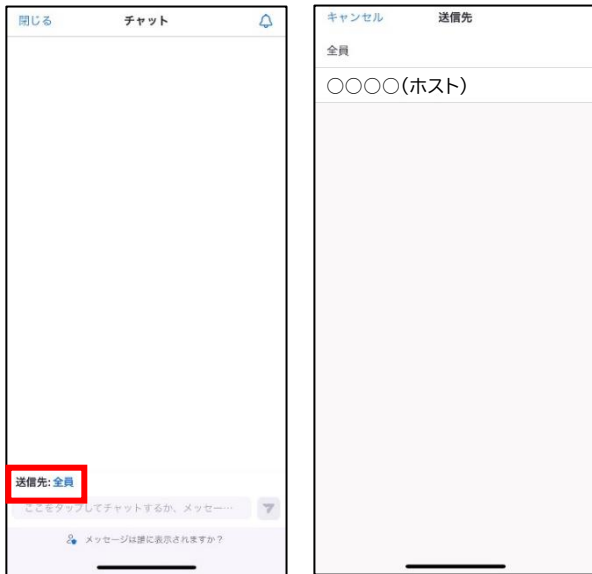 閉じる チャット
送信先: 全員
ここをタップしてチャットするか、メッセー…
メッセージは誰に表示されますか？
キャンセル 送信先
全員
○○○○(ホスト)